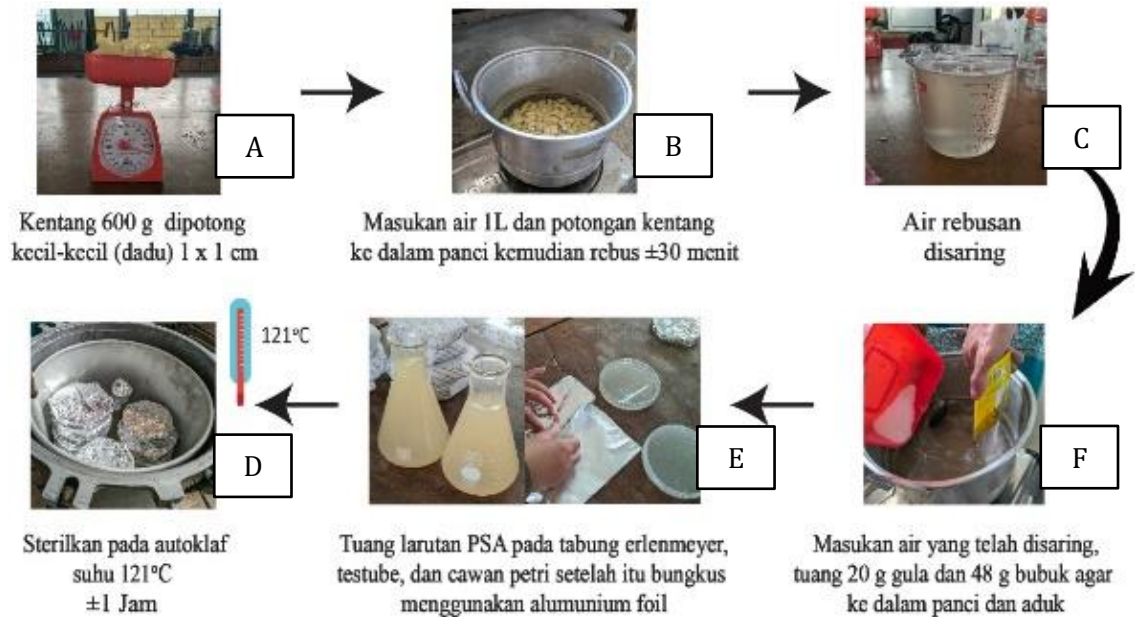 A
B
C
Kentang 600 g dipotong
kecil-kecil (dadu) 1 x 1 cm
Masukan air 1L dan potongan kentang
ke dalam panci kemudian rebus ±30 menit
Air rebusan
disaring
F
E
121°C
D
Masukan air yang telah disaring,
tuang 20 g gula dan 48 g bubuk agar
ke dalam panci dan aduk
Tuang larutan PSA pada tabung erlenmeyer,
testube, dan cawan petri setelah itu bungkus
menggunakan alumunium foil
Sterilkan pada autoklaf
suhu 121°C
±1 Jam